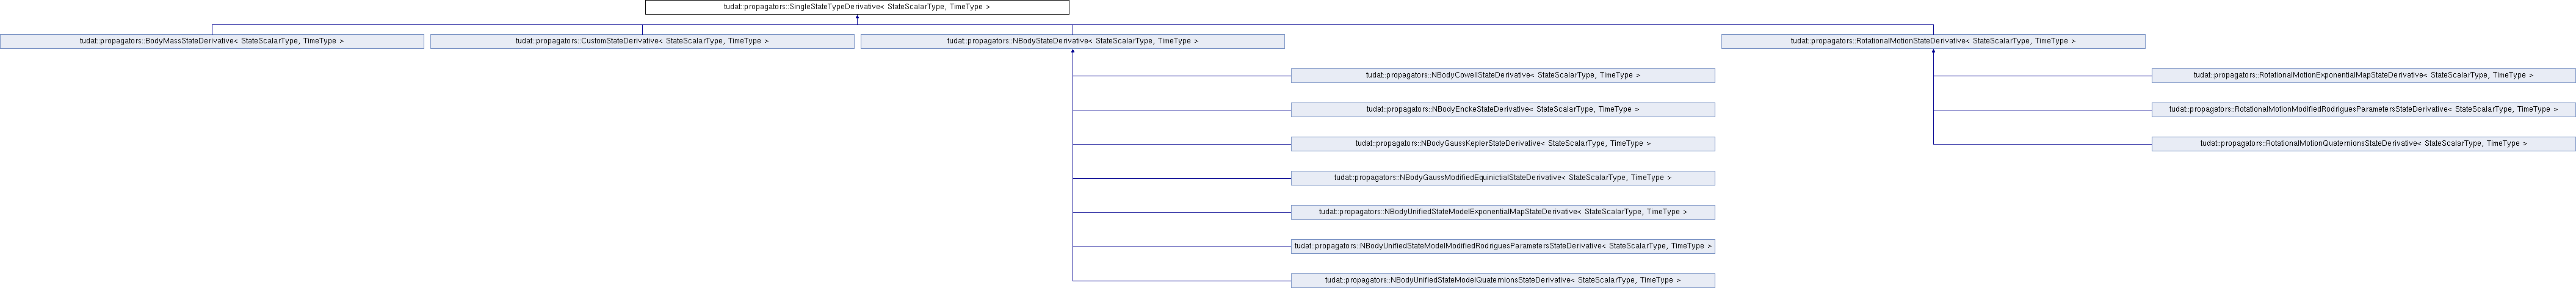 tudat::propagators::SingleStateTypeDerivative< StateScalarType, TimeType >
tudat::propagators::BodyMassStateDerivative< StateScalarType, TimeType >
tudat::propagators::CustomStateDerivative< StateScalarType, TimeType >
tudat::propagators::NBodyStateDerivative< StateScalarType, TimeType >
tudat::propagators::RotationalMotionStateDerivative< StateScalarType, TimeType >
tudat::propagators::NBodyCowellStateDerivative< StateScalarType, TimeType >
tudat::propagators::RotationalMotionExponentialMapStateDerivative< StateScalarType, TimeType >
tudat::propagators::NBodyEnckeStateDerivative< StateScalarType, TimeType >
tudat::propagators::RotationalMotionModifiedRodriguesParametersStateDerivative< StateScalarType, TimeType >
tudat::propagators::NBodyGaussKeplerStateDerivative< StateScalarType, TimeType >
tudat::propagators::RotationalMotionQuaternionsStateDerivative< StateScalarType, TimeType >
tudat::propagators::NBodyGaussModifiedEquinictialStateDerivative< StateScalarType, TimeType >
tudat::propagators::NBodyUnifiedStateModelExponentialMapStateDerivative< StateScalarType, TimeType >
tudat::propagators::NBodyUnifiedStateModelModifiedRodriguesParametersStateDerivative< StateScalarType, TimeType >
tudat::propagators::NBodyUnifiedStateModelQuaternionsStateDerivative< StateScalarType, TimeType >